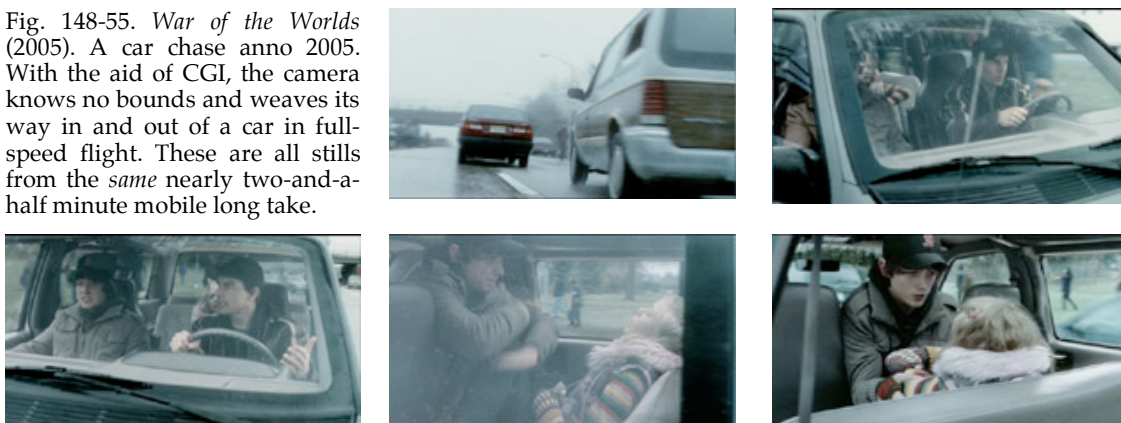 Fig. 148-55. War of the Worlds
(2005). A car chase anno 2005.
With the aid of CGI, the camera
knows no bounds and weaves its
way in and out of a car in full-
speed flight. These are all stills
from the same nearly two-and-a-
half minute mobile long take.